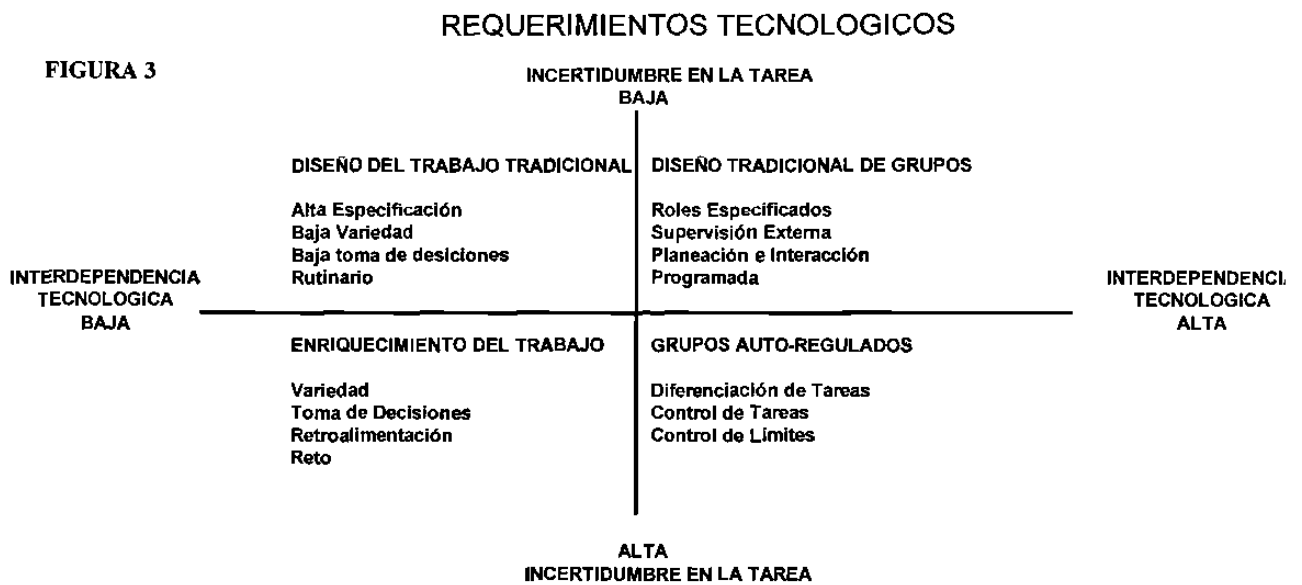 REQUERIMIENTOS TECNOLOGICOS
FIGURA 3
INCERTIDUMBRE EN LA TAREA
BAJA
DISEÑO DEL TRABAJO TRADICIONAL
Alta Especificación
Baja Variedad
Baja toma de desiciones
Rutinario
DISEÑO TRADICIONAL DE GRUPOS
Roles Especificados
Supervisión Externa
Planeación e Interacción
Programada
INTERDEPENDENCIA
TECNOLOGICA
BAJA
INTERDEPENDENCI
TECNOLOGICA
ALTA
ENRIQUECIMIENTO DEL TRABAJO
Variedad
Toma de Decisiones
Retroalimentación
Reto
GRUPOS AUTO-REGULADOS
Diferenciación de Tareas
Control de Tareas
Control de Límites
ALTA
INCERTIDUMBRE EN LA TAREA